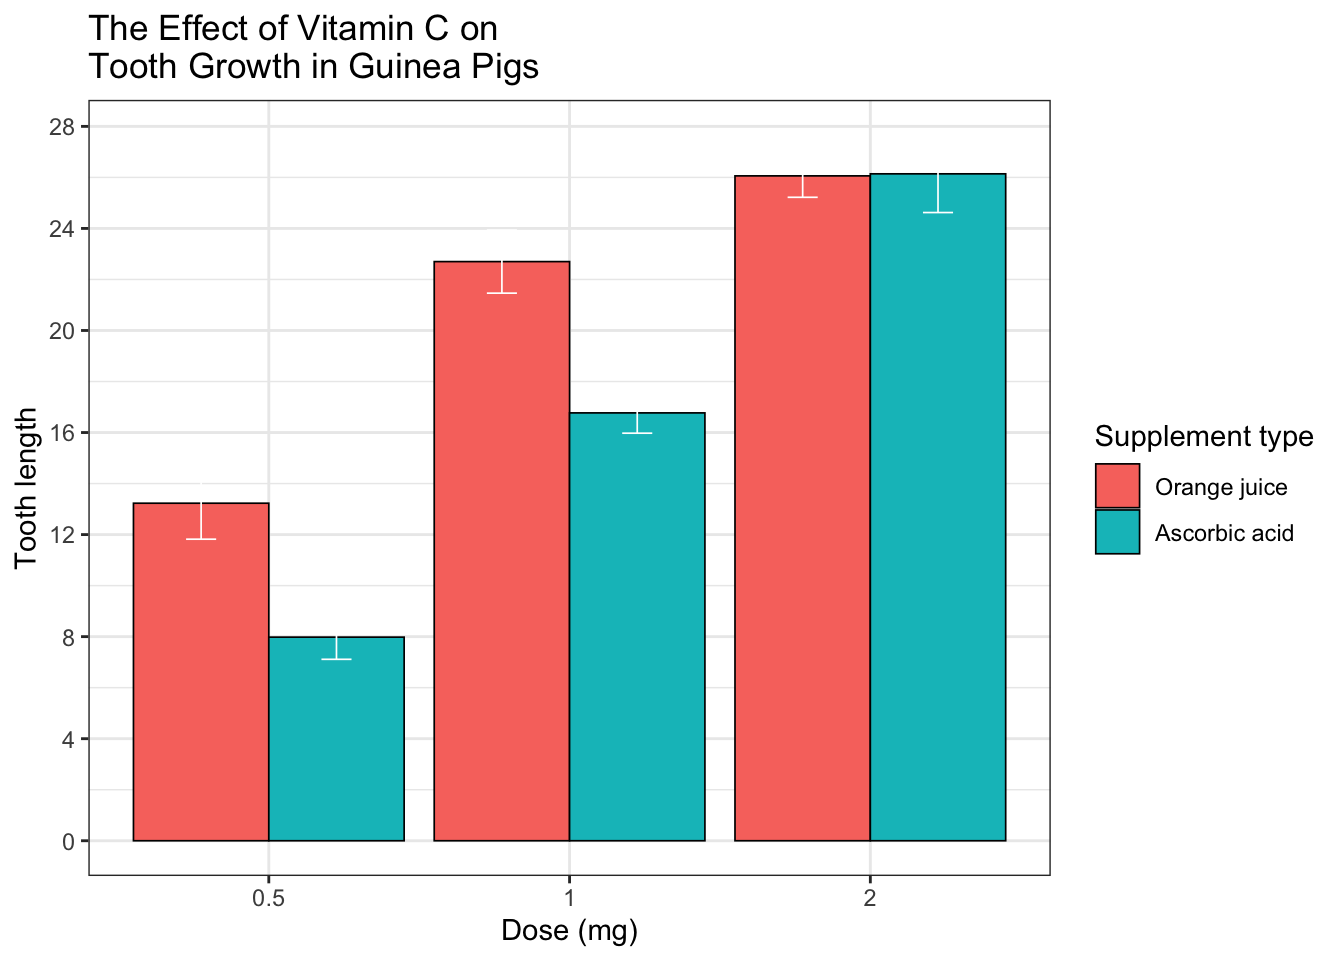 The Effect of Vitamin C on
Tooth Growth in Guinea Pigs
28
24
20
16
12
8
4
0
Tooth length
0.5 1 2
Dose (mg)
Supplement type
Orange juice
Ascorbic acid